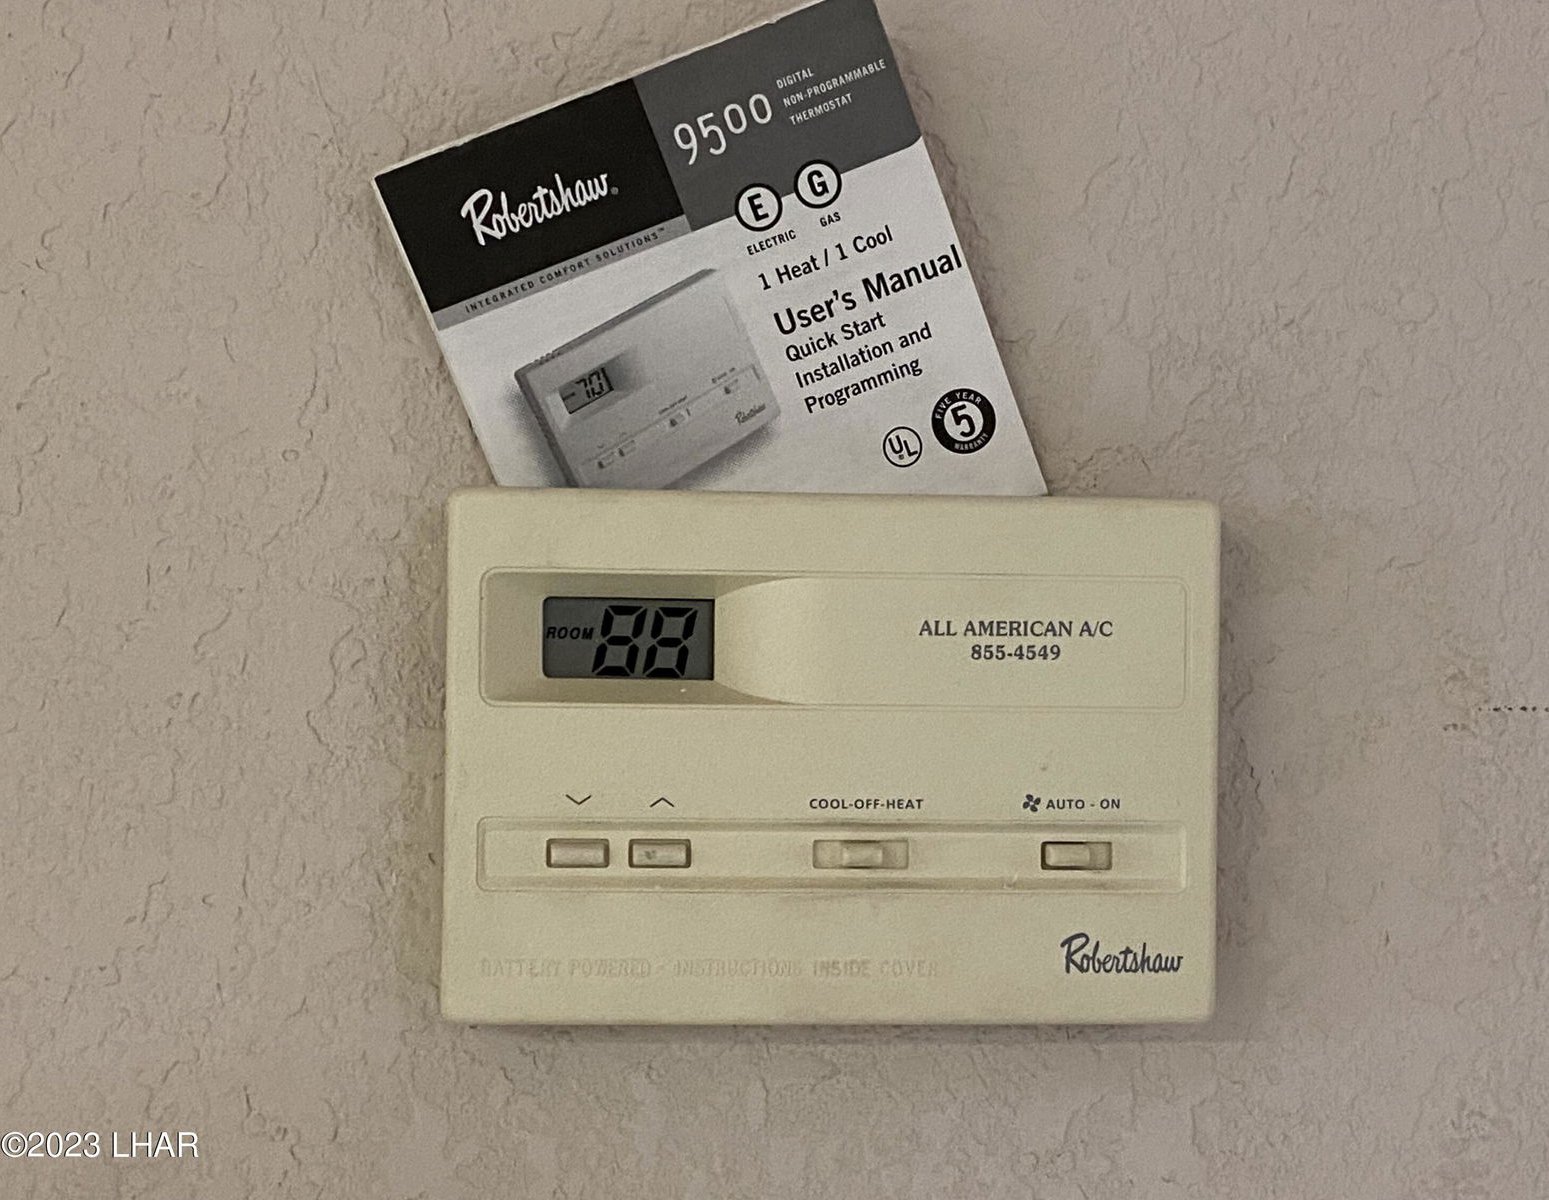 9500
DIGITAL
NON-PROGRAMMABLE
THERMOSTAT
Robertshaw®
INTEGRATED COMFORT SOLUTIONS™
E
ELECTRIC
G
GAS
1 Heat / 1 Cool
User's Manual
Quick Start
Installation and
Programming
70
UL
FIVE YEAR
5
WARRANTY
ROOM 88
ALL AMERICAN A/C
855-4549
COOL-OFF-HEAT
AUTO - ON
BATTERY POWERED - INSTRUCTIONS INSIDE COVER
Robertshaw
©2023 LHAR